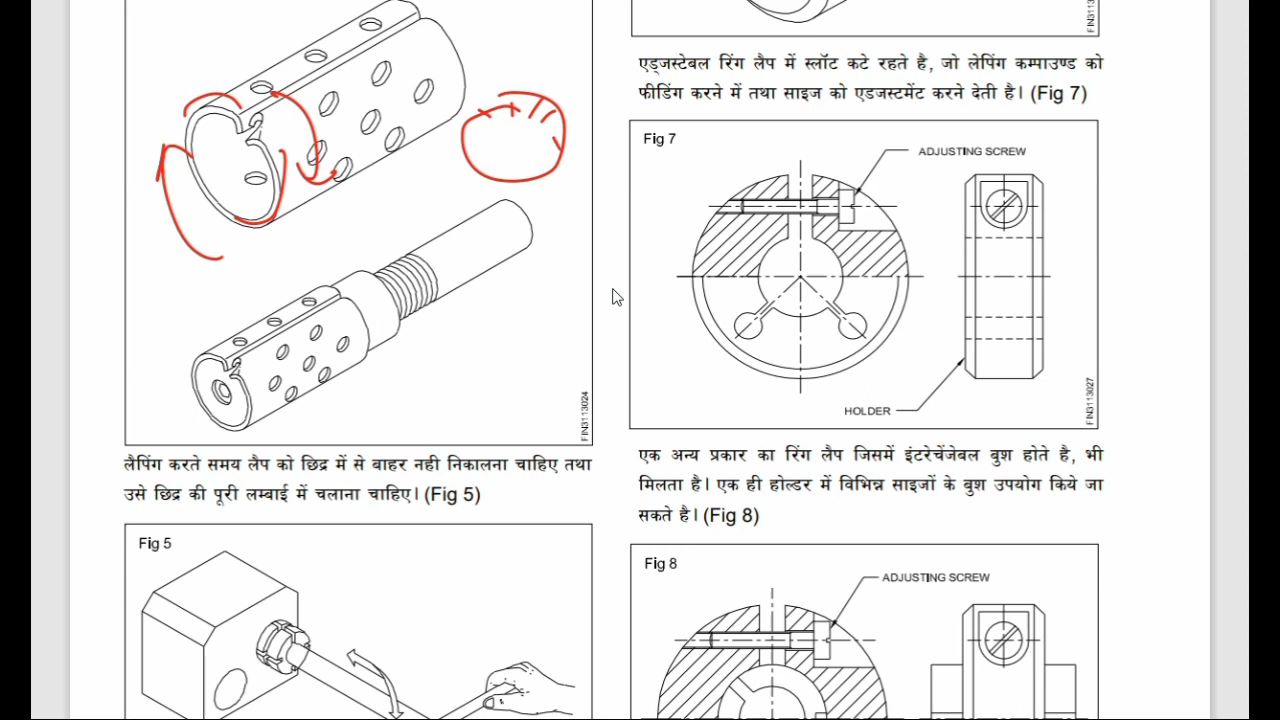 FIN3113024
लैपिंग करते समय लैप को छिद्र में से बाहर नही निकालना चाहिए तथा
उसे छिद्र की पूरी लम्बाई में चलाना चाहिए। (Fig 5)
Fig 5
एड्जस्टेबल रिंग लैप में स्लॉट कटे रहते है, जो लेपिंग कम्पाउण्ड को
फीडिंग करने में तथा साइज को एडजस्टमेंट करने देती है। (Fig 7)
Fig 7
ADJUSTING SCREW
HOLDER
FIN3113027
एक अन्य प्रकार का रिंग लैप जिसमें इंटरेचेंजेबल बुश होते है, भी
मिलता है। एक ही होल्डर में विभिन्न साइजों के बुश उपयोग किये जा
सकते है। (Fig 8)
Fig 8
ADJUSTING SCREW